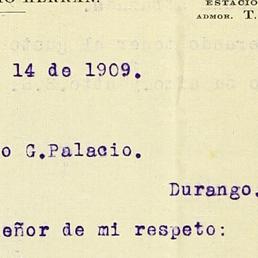 ESTACIO
ADMOR. T.
14 de 1909.
o G.Palacio.
Durango.
eñor de mi respeto: